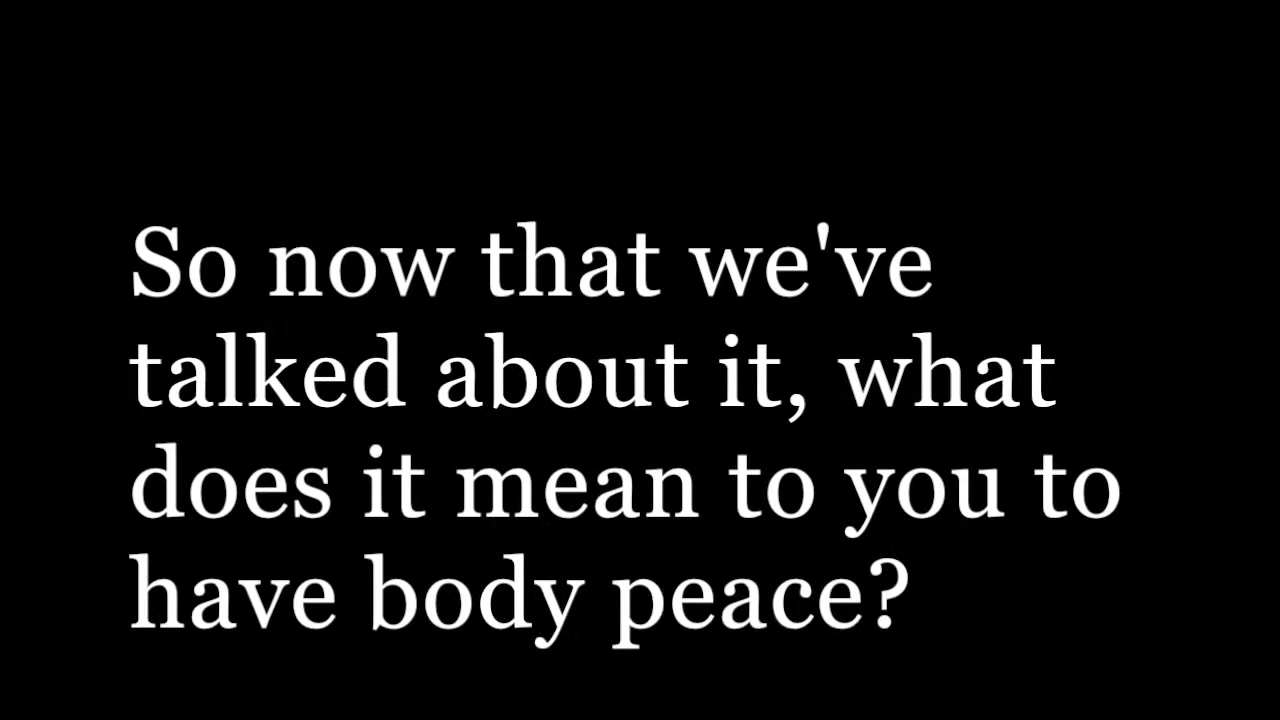 So now that we've
talked about it, what
does it mean to you to
have body peace?